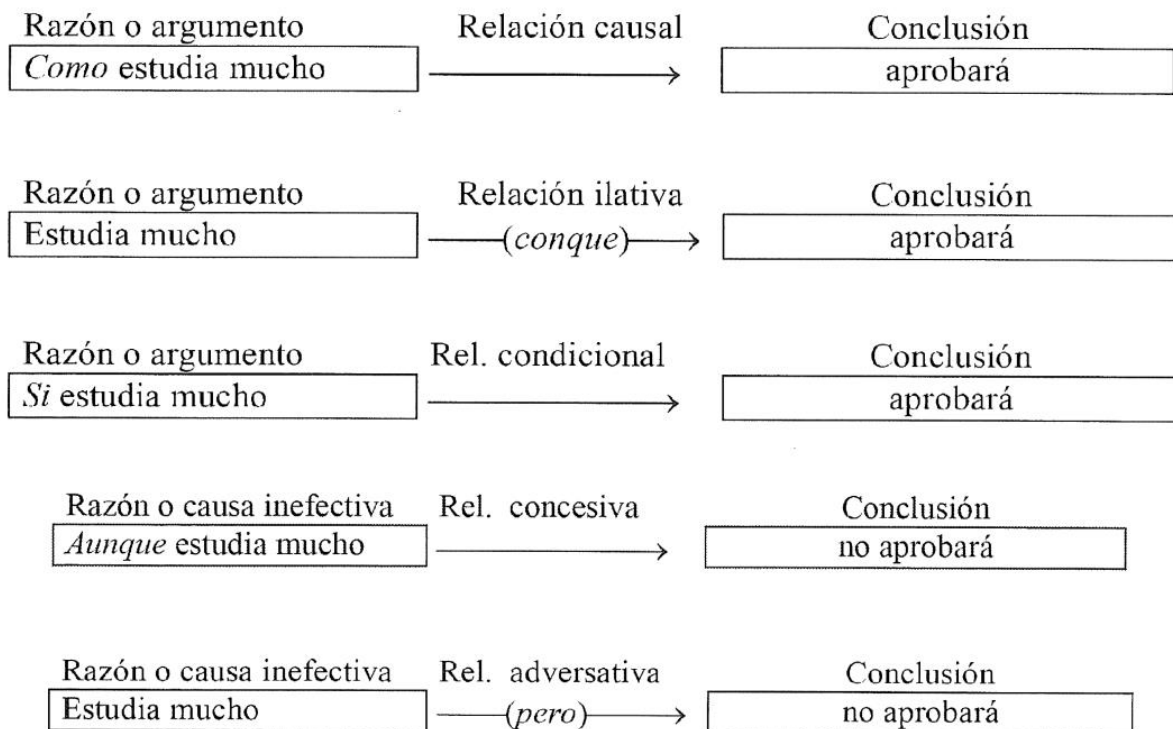 Razón o argumento Relación causal Conclusión
Como estudia mucho aprobará
Razón o argumento Relación ilativa Conclusión
Estudia mucho (conque) aprobará
Razón o argumento Rel. condicional Conclusión
Si estudia mucho aprobará
Razón o causa inefectiva Rel. concesiva Conclusión
Aunque estudia mucho no aprobará
Razón o causa inefectiva Rel. adversativa Conclusión
Estudia mucho (pero) no aprobará